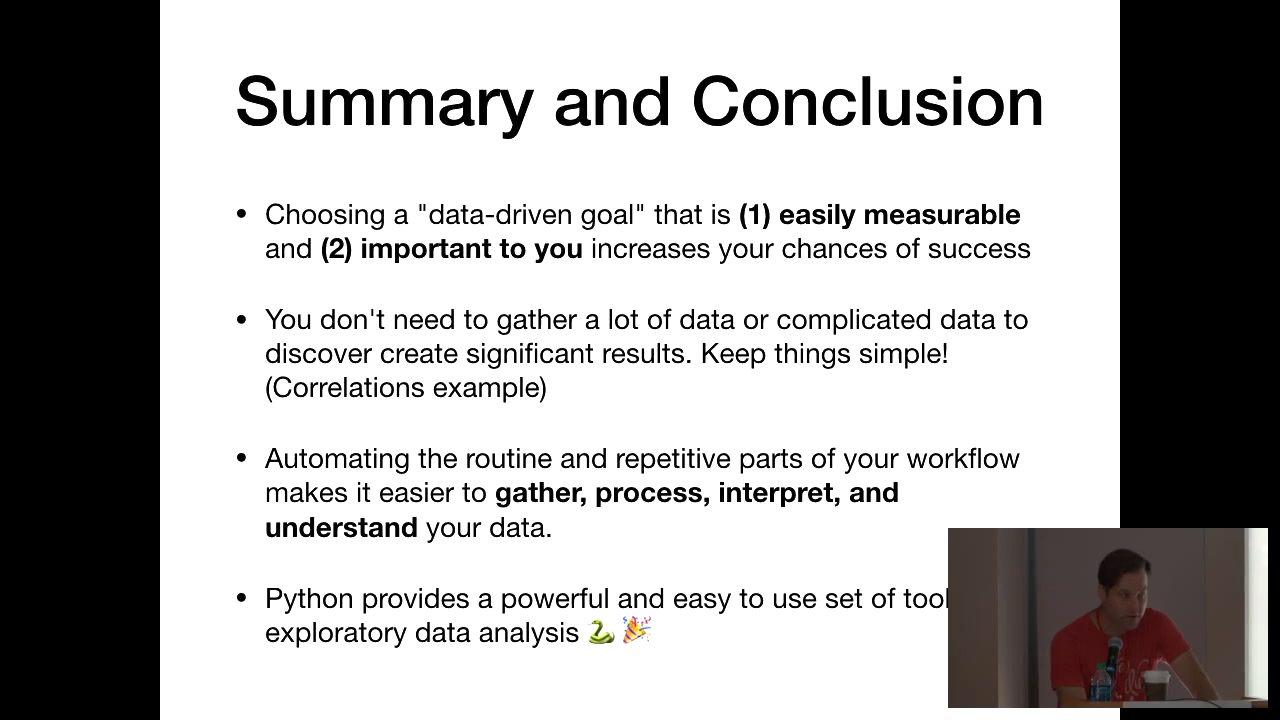 Summary and Conclusion
• Choosing a "data-driven goal" that is (1) easily measurable
and (2) important to you increases your chances of success
• You don't need to gather a lot of data or complicated data to
discover create significant results. Keep things simple!
(Correlations example)
• Automating the routine and repetitive parts of your workflow
makes it easier to gather, process, interpret, and
understand your data.
• Python provides a powerful and easy to use set of
exploratory data analysis 🐍 🎉